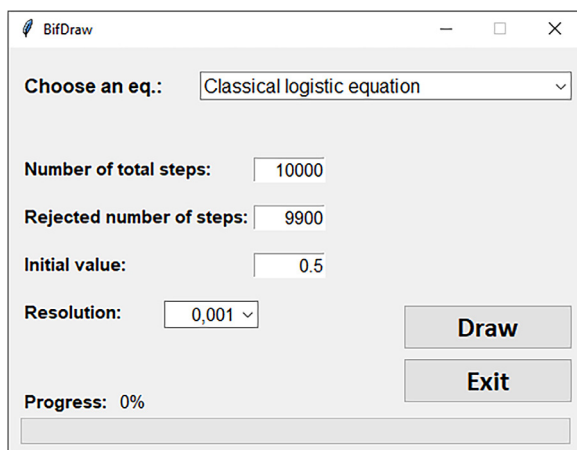 BifDraw
Choose an eq.: Classical logistic equation
Number of total steps: 10000
Rejected number of steps: 9900
Initial value: 0.5
Resolution: 0,001
Draw
Exit
Progress: 0%